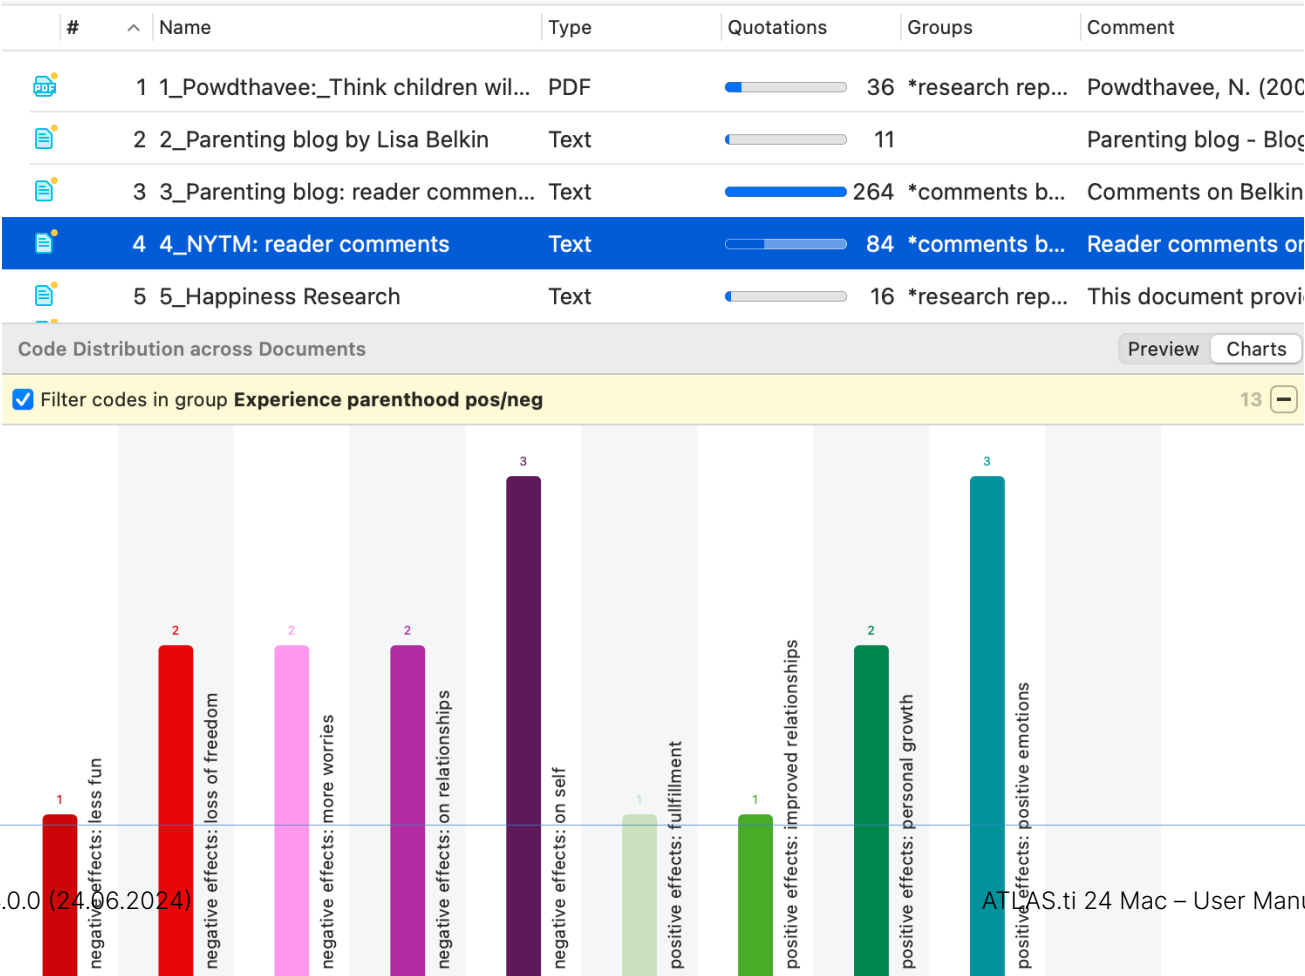 # Name Type Quotations Groups Comment
PDF 1 1_Powdthavee:_Think children wil... PDF 36 *research rep... Powdthavee, N. (200
2 2_Parenting blog by Lisa Belkin Text 11 Parenting blog - Blog
3 3_Parenting blog: reader commen... Text 264 *comments b... Comments on Belkin
4 4_NYTM: reader comments Text 84 *comments b... Reader comments or
5 5_Happiness Research Text 16 *research rep... This document provi
Code Distribution across Documents Preview Charts
Filter codes in group Experience parenthood pos/neg 13
1
negative effects: less fun
2
negative effects: loss of freedom
2
negative effects: more worries
2
negative effects: on relationships
3
negative effects: on self
1
positive effects: fullfillment
1
positive effects: improved relationships
2
positive effects: personal growth
3
positive effects: positive emotions
.0.0 (24.06.2024) ATLAS.ti 24 Mac – User Manu